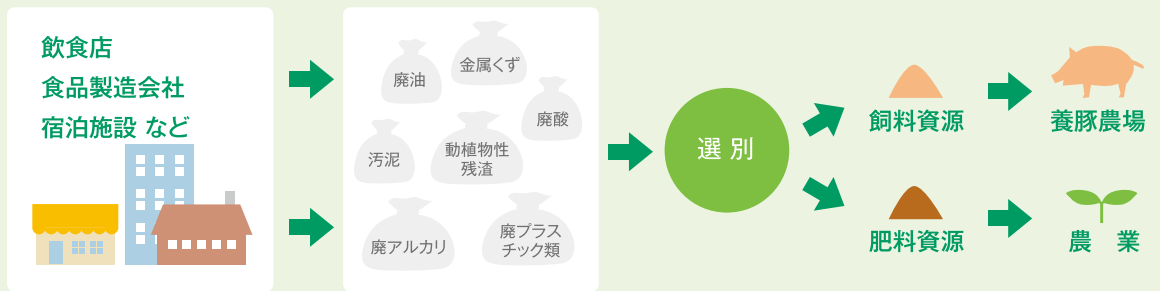 飲食店
食品製造会社
宿泊施設 など
廃油
金属くず
廃酸
汚泥
動植物性
残渣
廃アルカリ
廃プラス
チック類
選 別
飼料資源
養豚農場
肥料資源
農 業